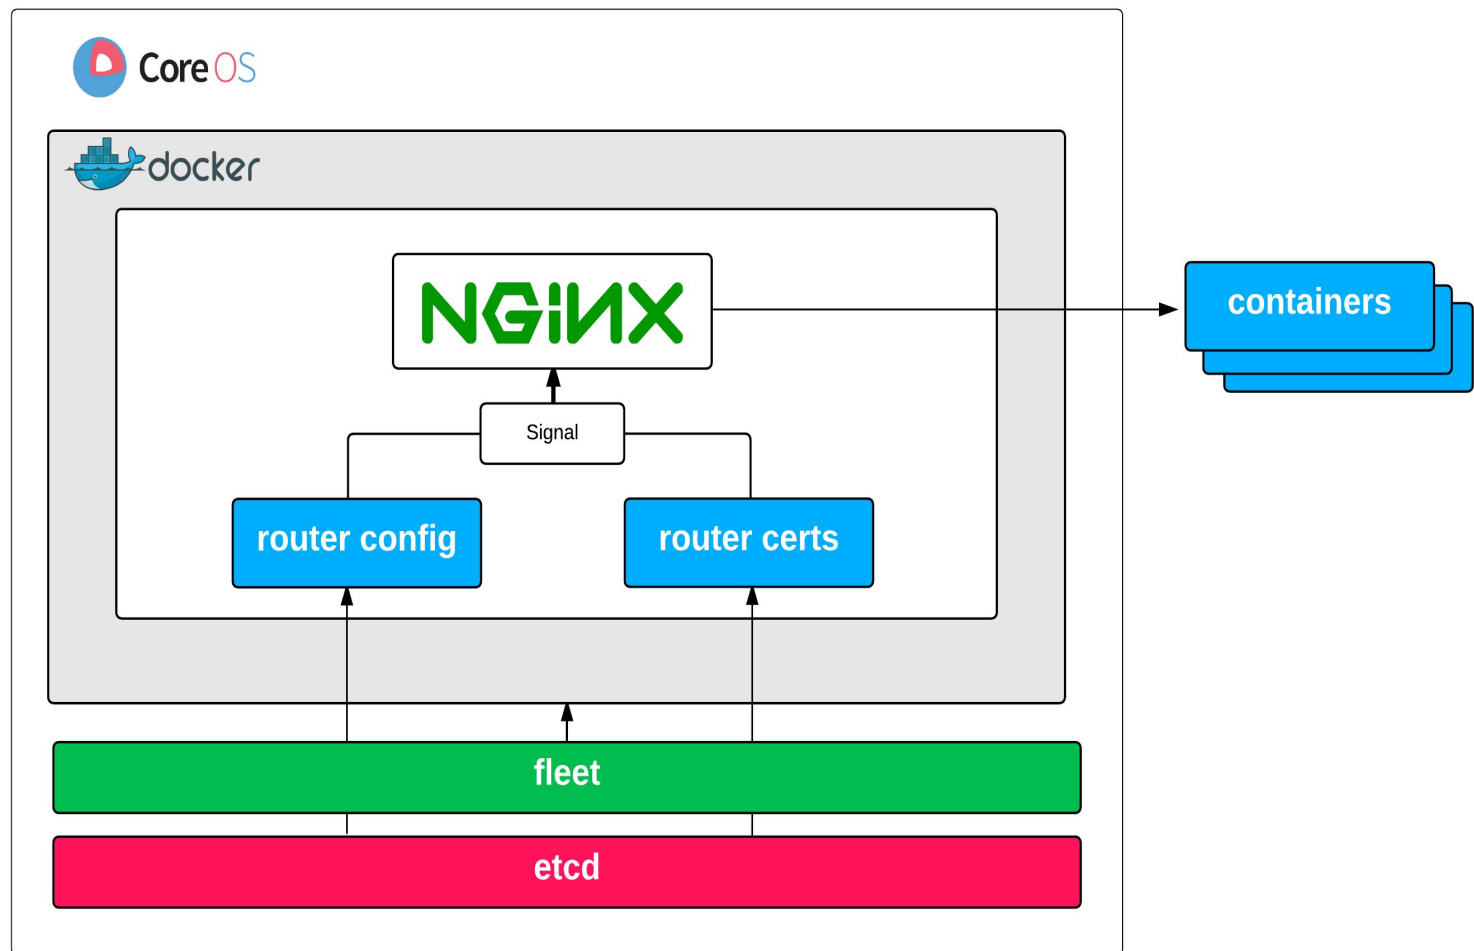 CoreOS
docker
NGiNX
containers
Signal
router config
router certs
fleet
etcd